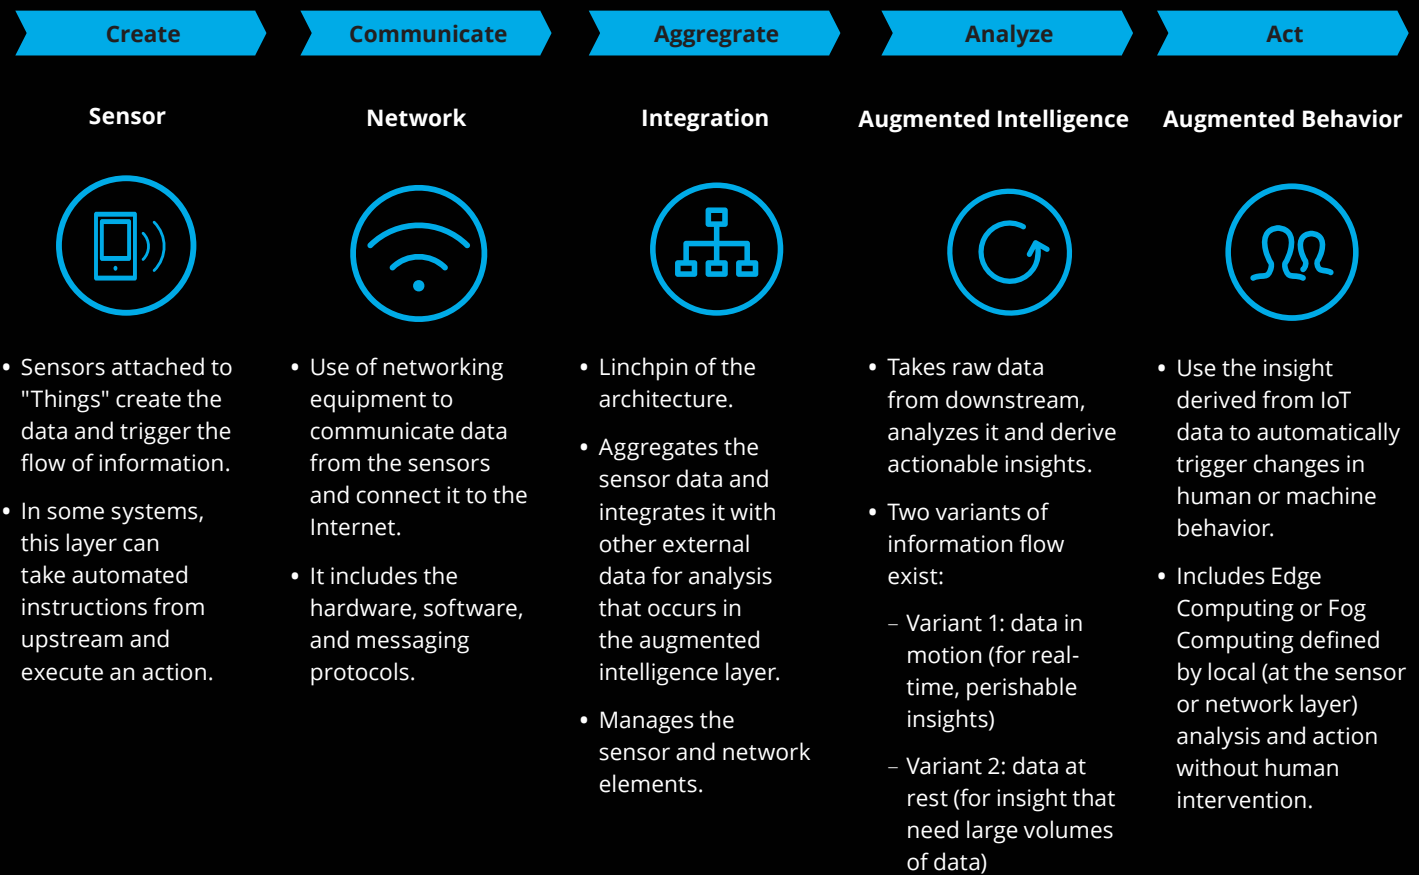 Create
Communicate
Aggregrate
Analyze
Act
Sensor
Network
Integration
Augmented Intelligence
Augmented Behavior
• Sensors attached to
"Things" create the
data and trigger the
flow of information.
• In some systems,
this layer can
take automated
instructions from
upstream and
execute an action.
• Use of networking
equipment to
communicate data
from the sensors
and connect it to the
Internet.
• It includes the
hardware, software,
and messaging
protocols.
• Linchpin of the
architecture.
• Aggregates the
sensor data and
integrates it with
other external
data for analysis
that occurs in
the augmented
intelligence layer.
• Manages the
sensor and network
elements.
• Takes raw data
from downstream,
analyzes it and derive
actionable insights.
• Two variants of
information flow
exist:
– Variant 1: data in
motion (for real-
time, perishable
insights)
– Variant 2: data at
rest (for insight that
need large volumes
of data)
• Use the insight
derived from IoT
data to automatically
trigger changes in
human or machine
behavior.
• Includes Edge
Computing or Fog
Computing defined
by local (at the sensor
or network layer)
analysis and action
without human
intervention.